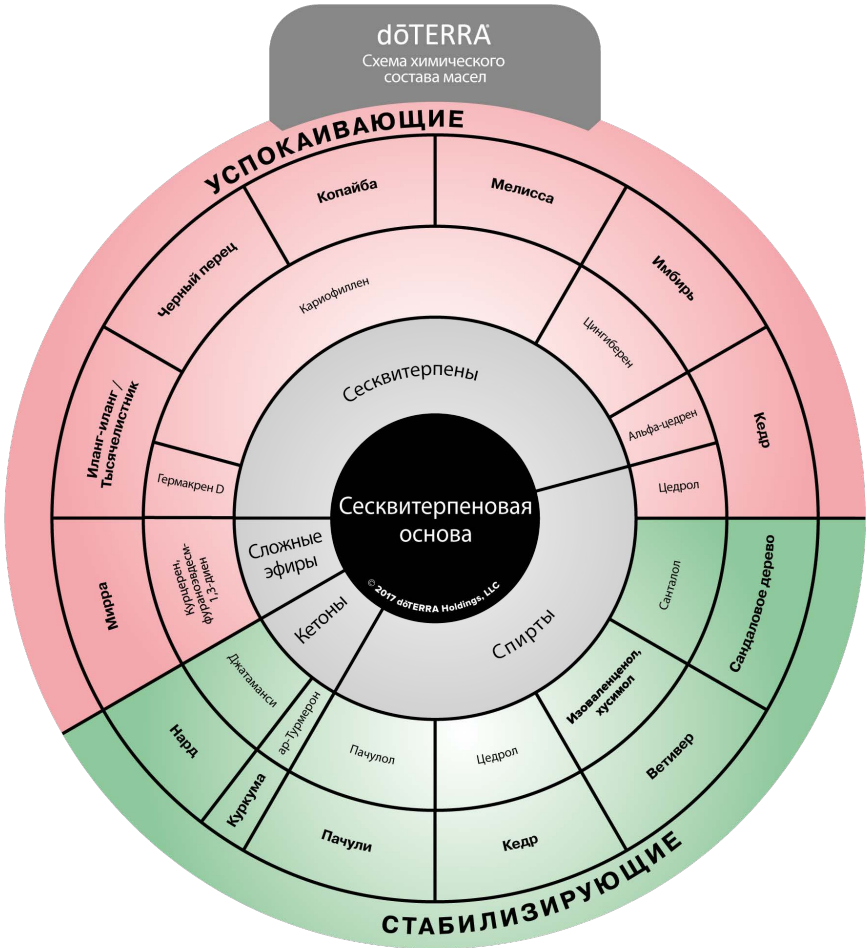 dōTERRA®
Схема химического
состава масел
УСПОКАИВАЮЩИЕ
Копайба
Мелисса
Имбирь
Кедр
Сандаловое дерево
Ветивер
Кедр
Пачули
Куркума
Нард
Мирра
Иланг-иланг /
Тысячелистник
Черный перец
Кариофиллен
Цингиберен
Альфа-цедрен
Цедрол
Санталол
Изоваленценол,
хусимол
Цедрол
Пачулол
ар-Турмерон
Джатаманси
Курцерен,
фураноэвдесм-
1,3-диен
Гермакрен D
Сесквитерпены
Спирты
Кетоны
Сложные
эфиры
Сесквитерпеновая
основа
© 2017 dōTERRA Holdings, LLC
СТАБИЛИЗИРУЮЩИЕ